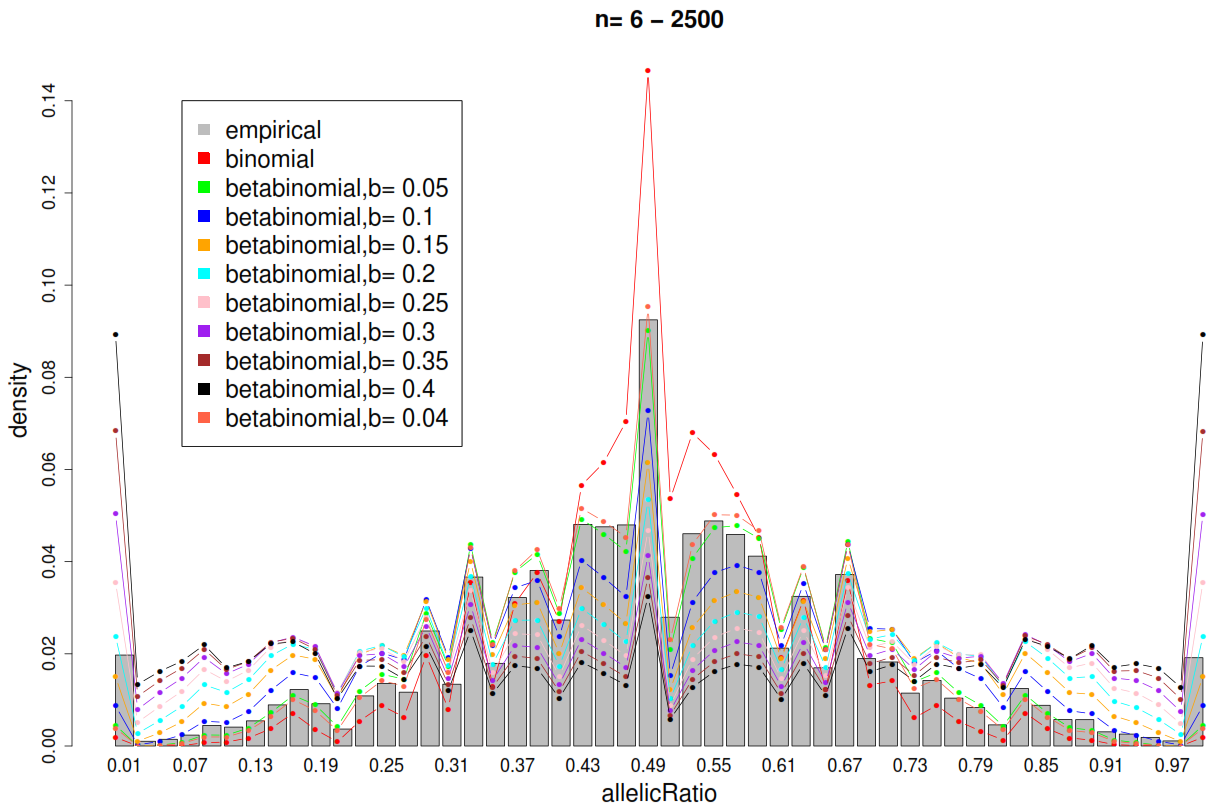 n= 6 – 2500
0.14
0.12
0.10
0.08
0.06
0.04
0.02
0.00
density
empirical
binomial
betabinomial,b= 0.05
betabinomial,b= 0.1
betabinomial,b= 0.15
betabinomial,b= 0.2
betabinomial,b= 0.25
betabinomial,b= 0.3
betabinomial,b= 0.35
betabinomial,b= 0.4
betabinomial,b= 0.04
0.01 0.07 0.13 0.19 0.25 0.31 0.37 0.43 0.49 0.55 0.61 0.67 0.73 0.79 0.85 0.91 0.97
allelicRatio